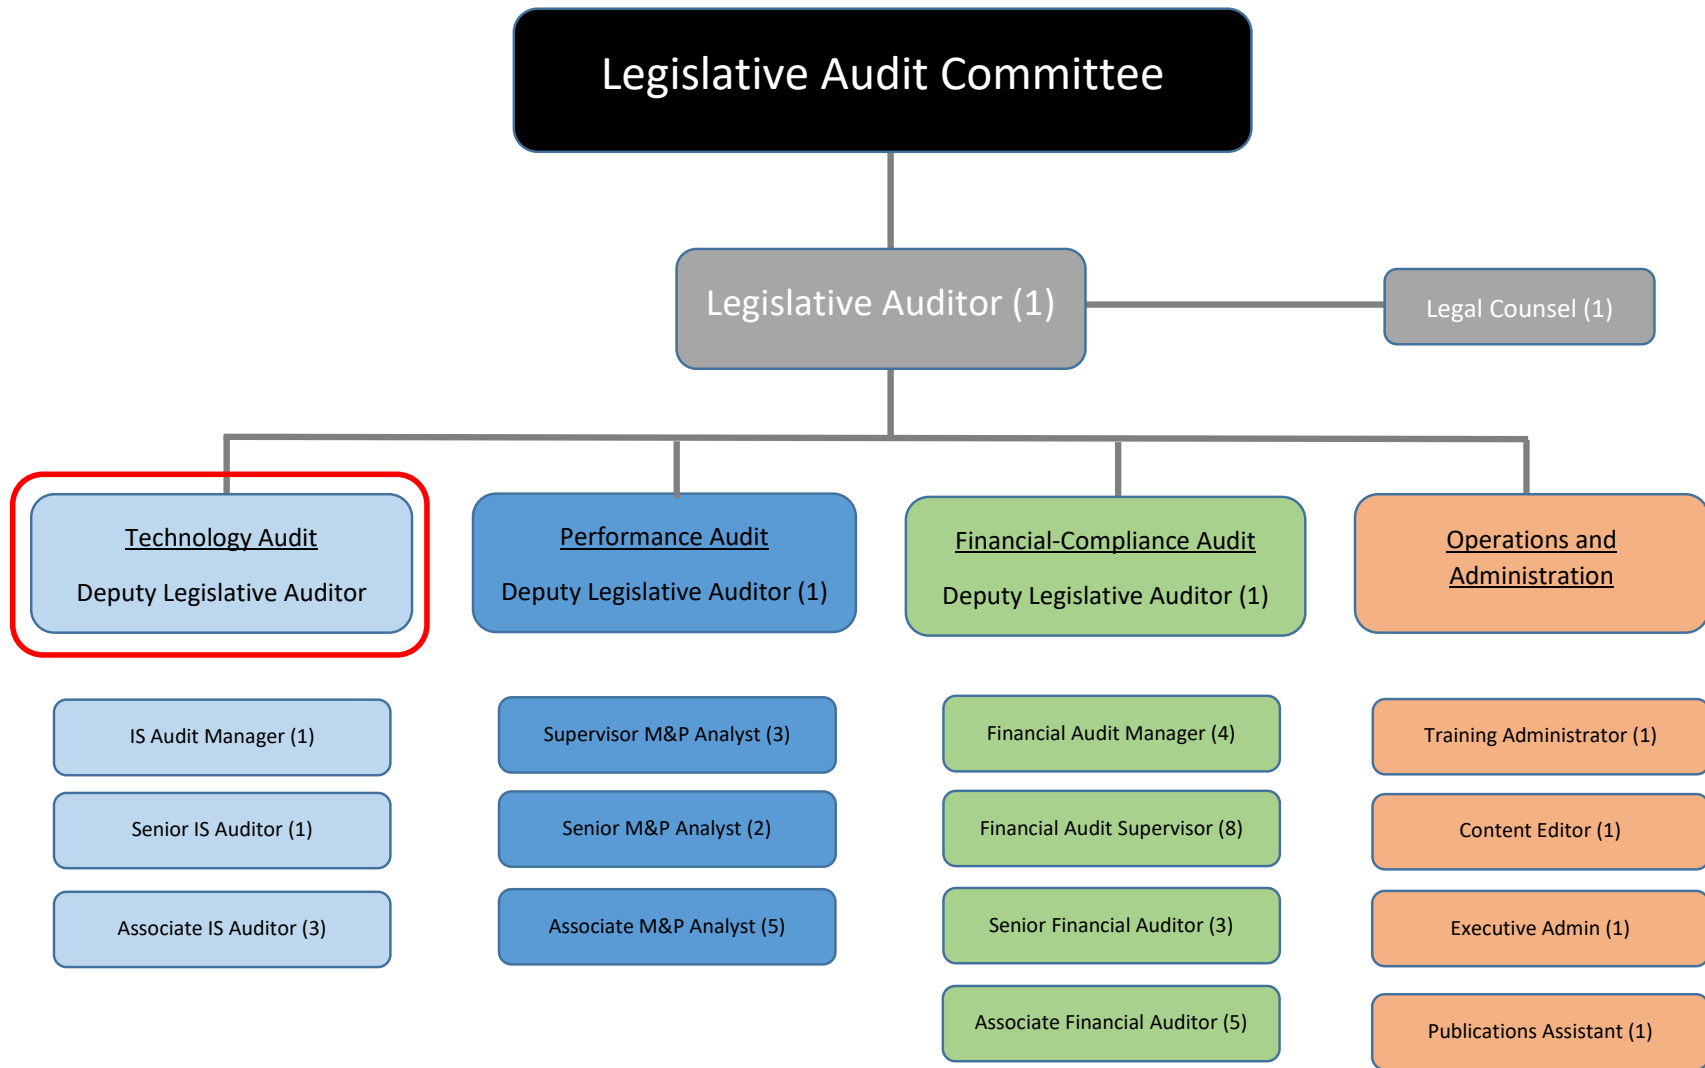 Legislative Audit Committee
Legislative Auditor (1)
Legal Counsel (1)
Technology Audit
Deputy Legislative Auditor
Performance Audit
Deputy Legislative Auditor (1)
Financial-Compliance Audit
Deputy Legislative Auditor (1)
Operations and
Administration
IS Audit Manager (1)
Senior IS Auditor (1)
Associate IS Auditor (3)
Supervisor M&P Analyst (3)
Senior M&P Analyst (2)
Associate M&P Analyst (5)
Financial Audit Manager (4)
Financial Audit Supervisor (8)
Senior Financial Auditor (3)
Associate Financial Auditor (5)
Training Administrator (1)
Content Editor (1)
Executive Admin (1)
Publications Assistant (1)